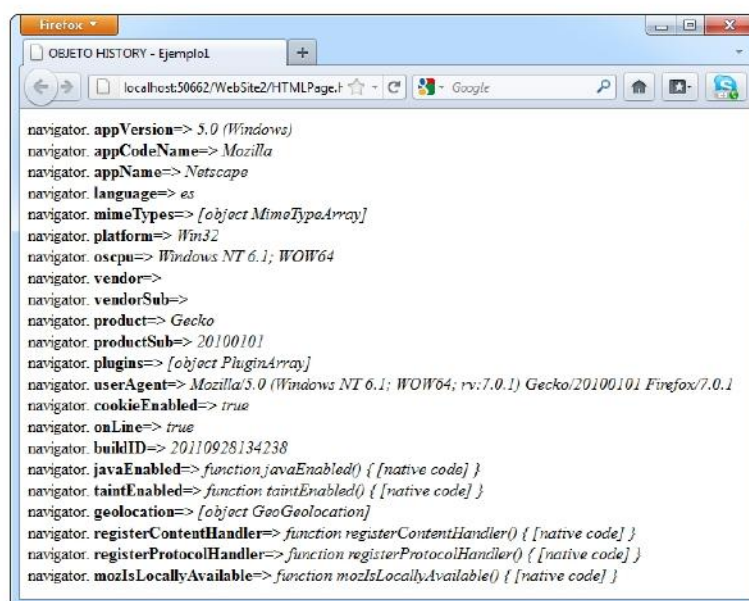 Firefox
OBJETO HISTORY - Ejemplo1
localhost:50662/WebSite2/HTMLPage.h
Google
navigator. appVersion=> 5.0 (Windows)
navigator. appCodeName=> Mozilla
navigator. appName=> Netscape
navigator. language=> es
navigator. mimeTypes=> [object MimeTypeArray]
navigator. platform=> Win32
navigator. oscpu=> Windows NT 6.1; WOW64
navigator. vendor=>
navigator. vendorSub=>
navigator. product=> Gecko
navigator. productSub=> 20100101
navigator. plugins=> [object PluginArray]
navigator. userAgent=> Mozilla/5.0 (Windows NT 6.1; WOW64; rv:7.0.1) Gecko/20100101 Firefox/7.0.1
navigator. cookieEnabled=> true
navigator. onLine=> true
navigator. buildID=> 20110928134238
navigator. javaEnabled=> function javaEnabled() { [native code] }
navigator. taintEnabled=> function taintEnabled() { [native code] }
navigator. geolocation=> [object GeoGeolocation]
navigator. registerContentHandler=> function registerContentHandler() { [native code] }
navigator. registerProtocolHandler=> function registerProtocolHandler() { [native code] }
navigator. mozIsLocallyAvailable=> function mozIsLocallyAvailable() { [native code] }